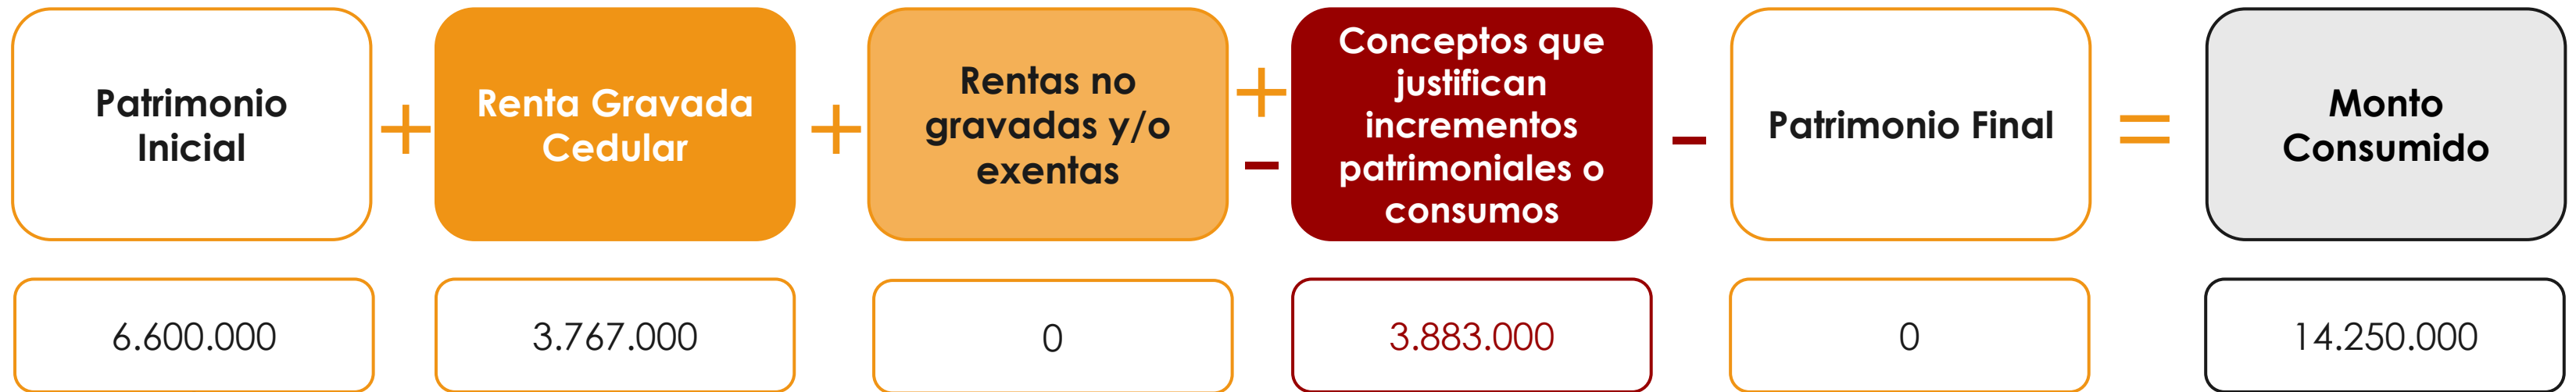 Patrimonio
Inicial
+
Renta Gravada
Cedular
+
Rentas no
gravadas y/o
exentas
+
-
Conceptos que
justifican
incrementos
patrimoniales o
consumos
-
Patrimonio Final
=
Monto
Consumido
6.600.000
3.767.000
0
3.883.000
0
14.250.000